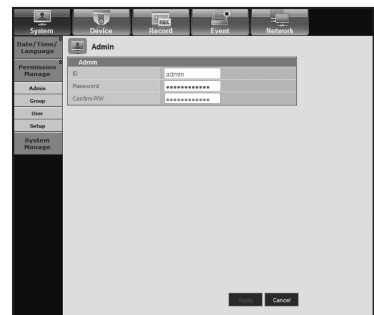 System Device Record Event Network
Date/Time/
Language
Permission
Manage
Admin
Group
User
Setup
System
Manage
Admin
Admin
ID admin
Password ●●●●●●●●●●●●
Confirm P/W ●●●●●●●●●●●●
Apply Cancel